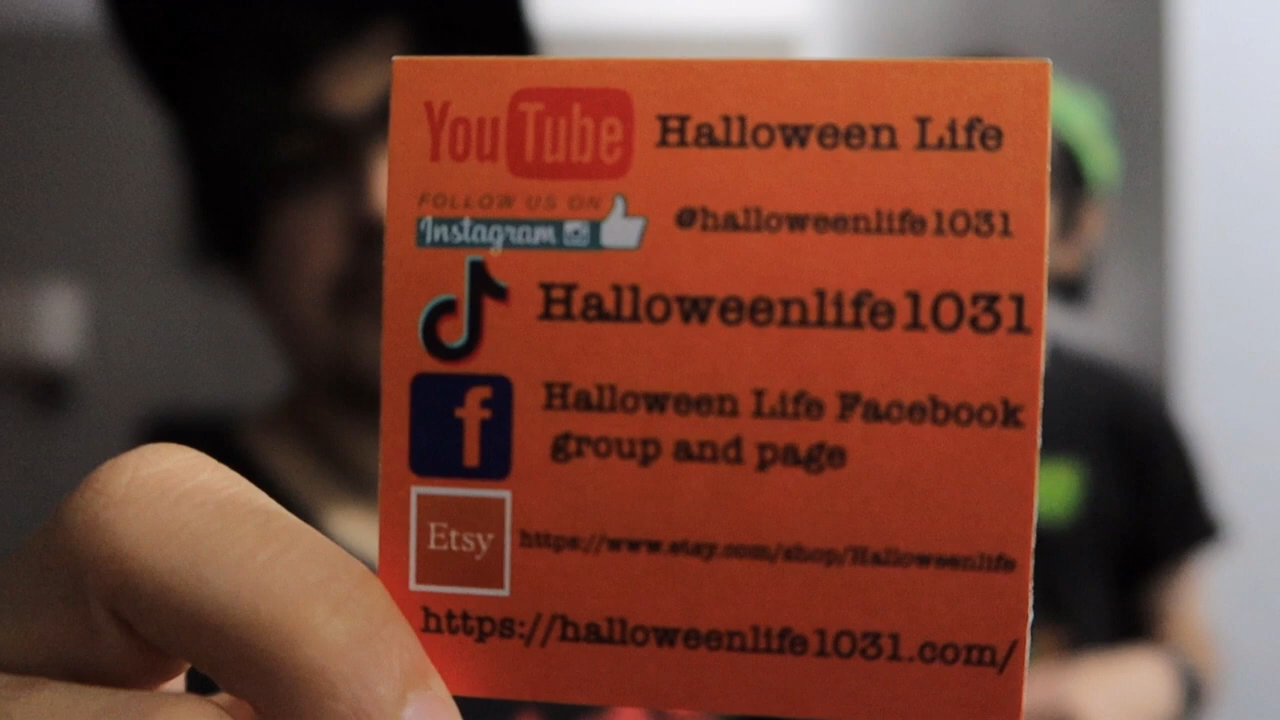 YouTube Halloween Life
FOLLOW US ON
Instagram @halloweenlife1031
Halloweenlife1031
f Halloween Life Facebook
group and page
Etsy https://www.etsy.com/shop/Halloweenlife
https://halloweenlife1031.com/